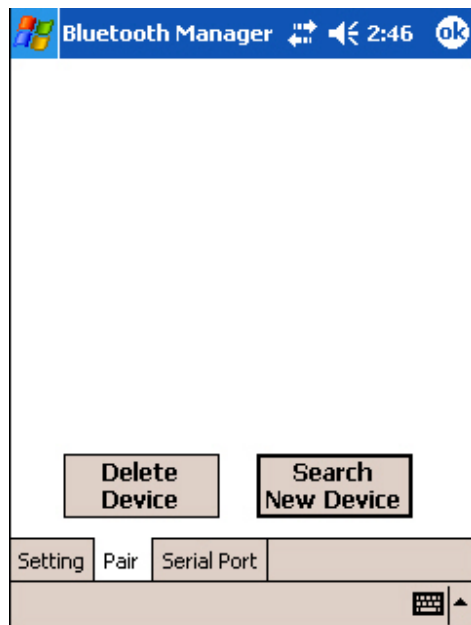 Bluetooth Manager 2:46 ok
Delete
Device
Search
New Device
Setting Pair Serial Port